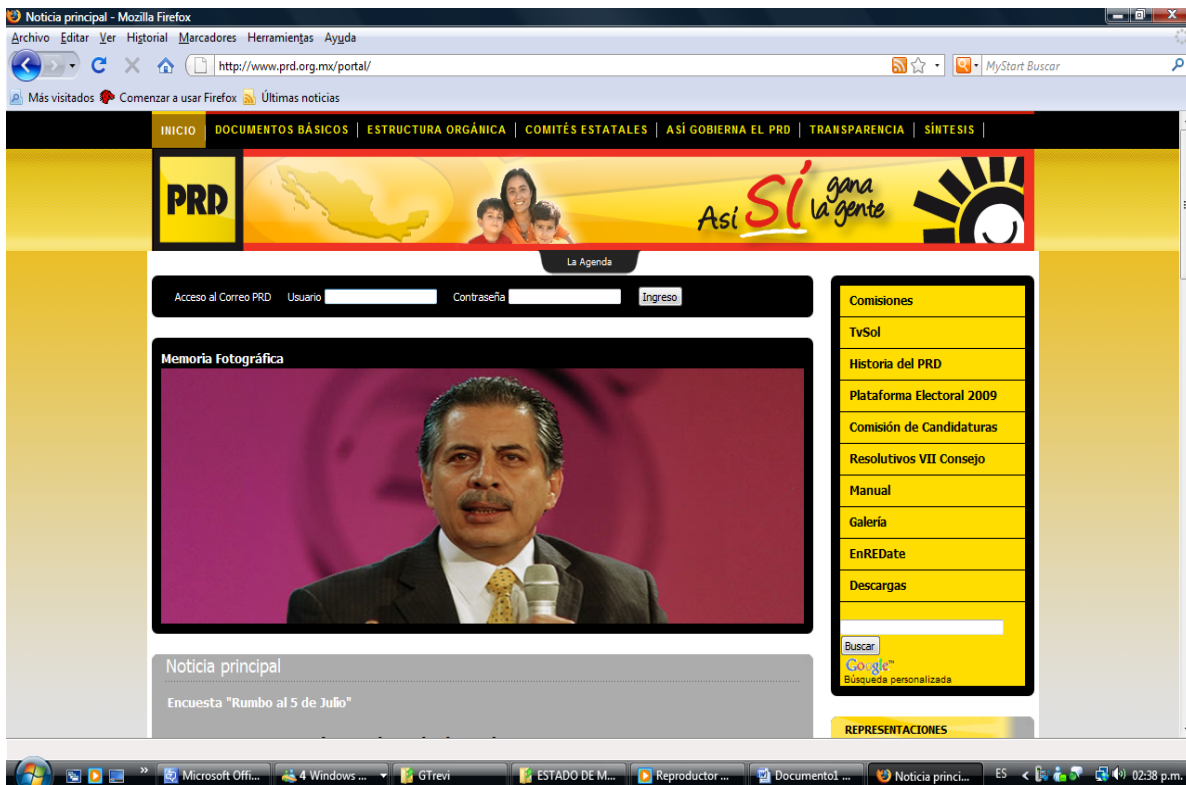 Noticia principal - Mozilla Firefox
Archivo Editar Ver Historial Marcadores Herramientas Ayuda
http://www.prd.org.mx/portal/
MyStart Buscar
Más visitados Comenzar a usar Firefox Últimas noticias
INICIO DOCUMENTOS BÁSICOS | ESTRUCTURA ORGÁNICA | COMITÉS ESTATALES | ASÍ GOBIERNA EL PRD | TRANSPARENCIA | SÍNTESIS |
PRD
Así SÍ gana la gente
La Agenda
Acceso al Correo PRD Usuario Contraseña Ingreso
Memoria Fotográfica
Noticia principal
Encuesta "Rumbo al 5 de Julio"
Comisiones
TvSol
Historia del PRD
Plataforma Electoral 2009
Comisión de Candidaturas
Resolutivos VII Consejo
Manual
Galería
EnREDate
Descargas
Buscar
Google™
Búsqueda personalizada
REPRESENTACIONES
Microsoft Offi... 4 Windows ... GTrevi ESTADO DE M... Reproductor ... Documento1 ... Noticia princi... ES 02:38 p.m.